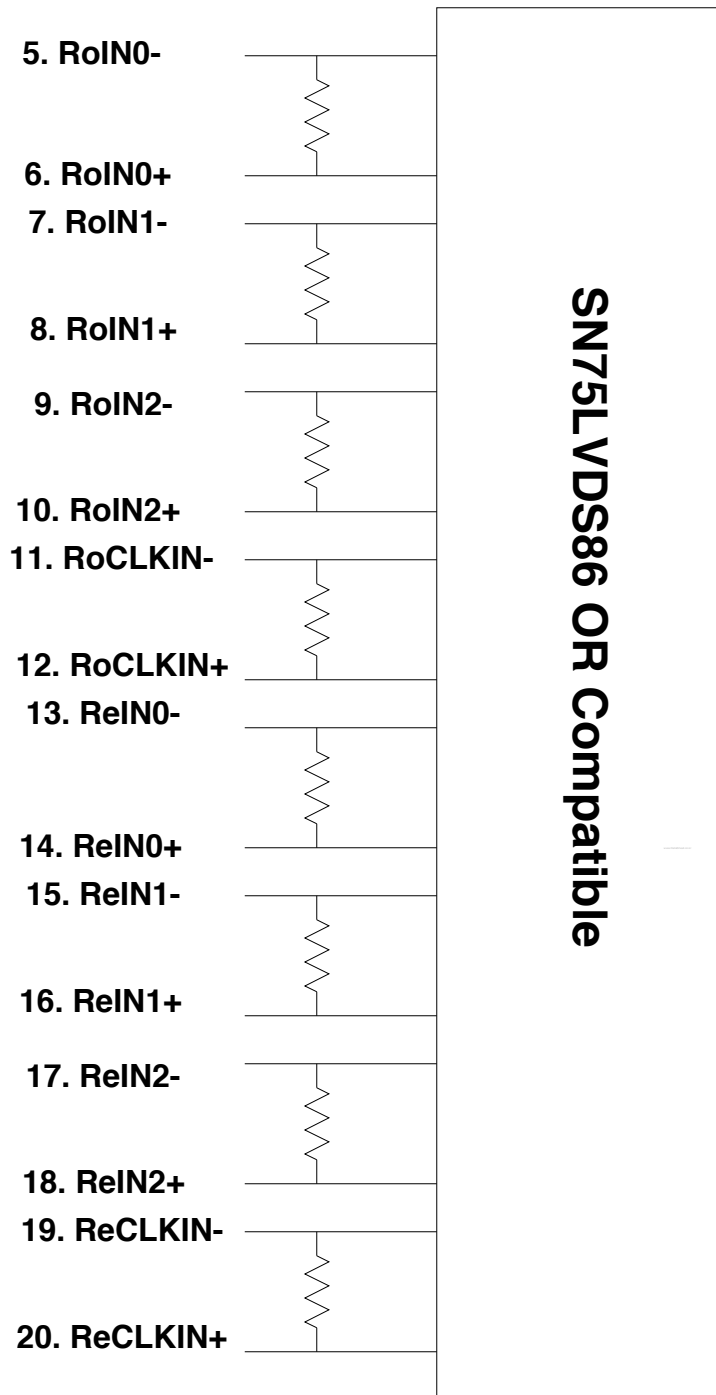 5. RoIN0-
6. RoIN0+
7. RoIN1-
8. RoIN1+
9. RoIN2-
10. RoIN2+
11. RoCLKIN-
12. RoCLKIN+
13. ReIN0-
14. ReIN0+
15. ReIN1-
16. ReIN1+
17. ReIN2-
18. ReIN2+
19. ReCLKIN-
20. ReCLKIN+
SN75LVDS86 OR Compatible